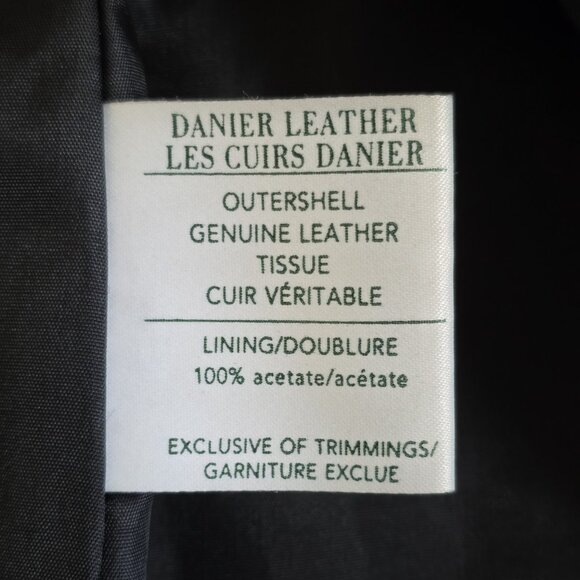 DANIER LEATHER
LES CUIRS DANIER
OUTERSHELL
GENUINE LEATHER
TISSUE
CUIR VÉRITABLE
LINING/DOUBLURE
100% acetate/acétate
EXCLUSIVE OF TRIMMINGS/
GARNITURE EXCLUE